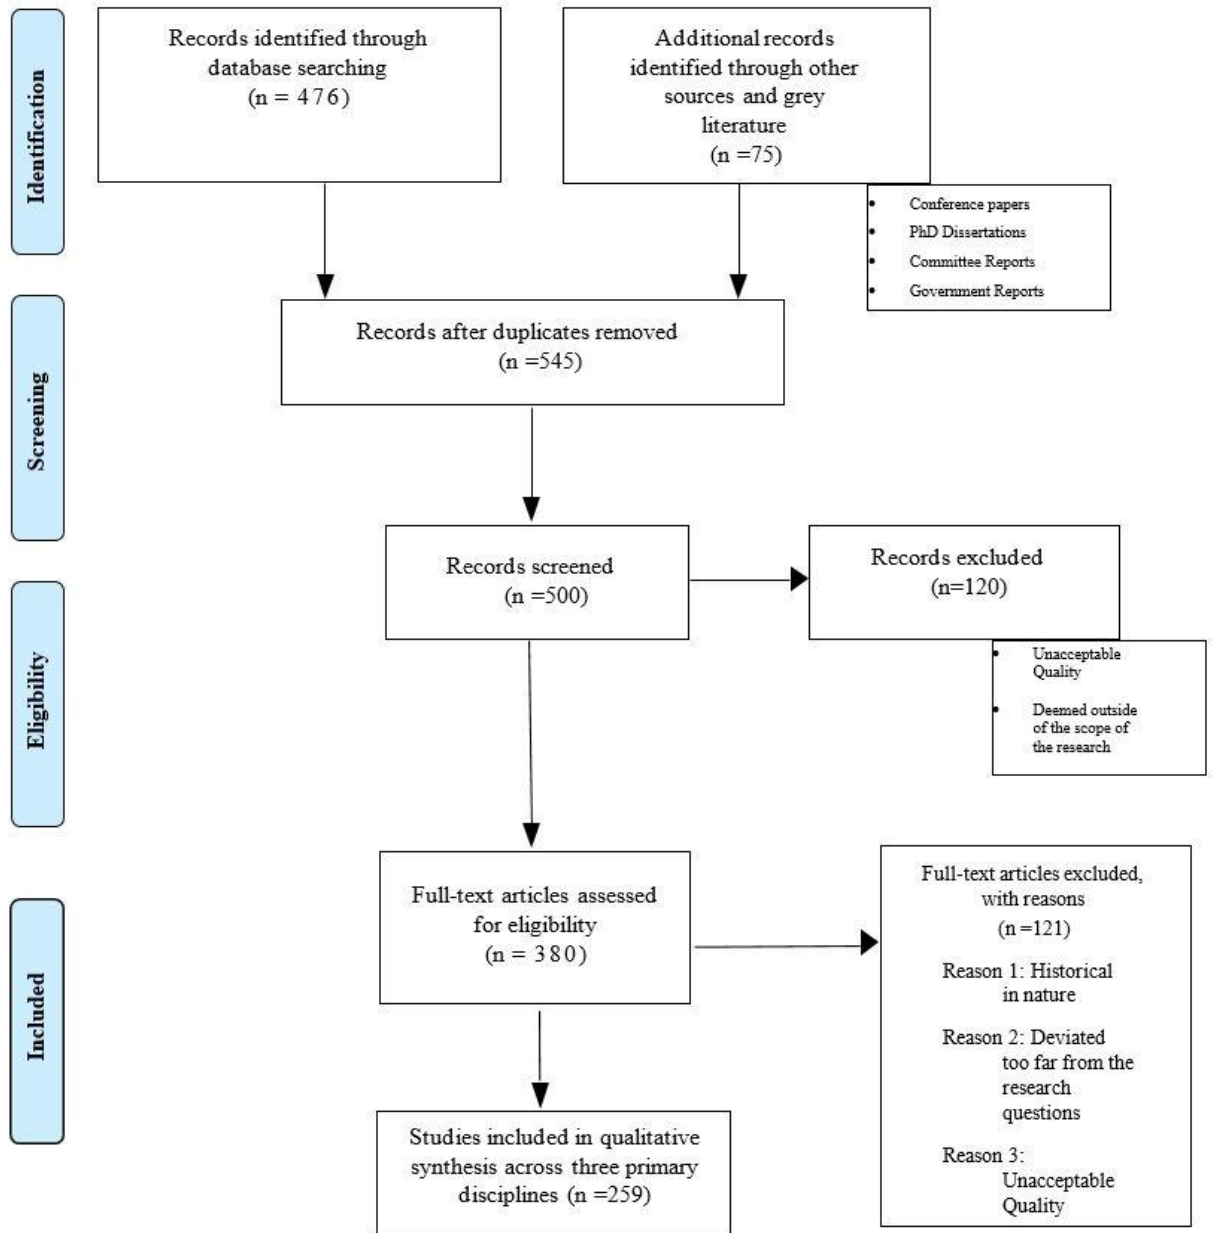 Identification
Records identified through
database searching
(n = 476)
Additional records
identified through other
sources and grey
literature
(n =75)
• Conference papers
• PhD Dissertations
• Committee Reports
• Government Reports
Screening
Records after duplicates removed
(n =545)
Records screened
(n =500)
Records excluded
(n=120)
• Unacceptable
Quality
• Deemed outside
of the scope of
the research
Eligibility
Full-text articles assessed
for eligibility
(n = 380)
Full-text articles excluded,
with reasons
(n =121)
Reason 1: Historical
in nature
Reason 2: Deviated
too far from the
research
questions
Reason 3:
Unacceptable
Quality
Included
Studies included in qualitative
synthesis across three primary
disciplines (n =259)